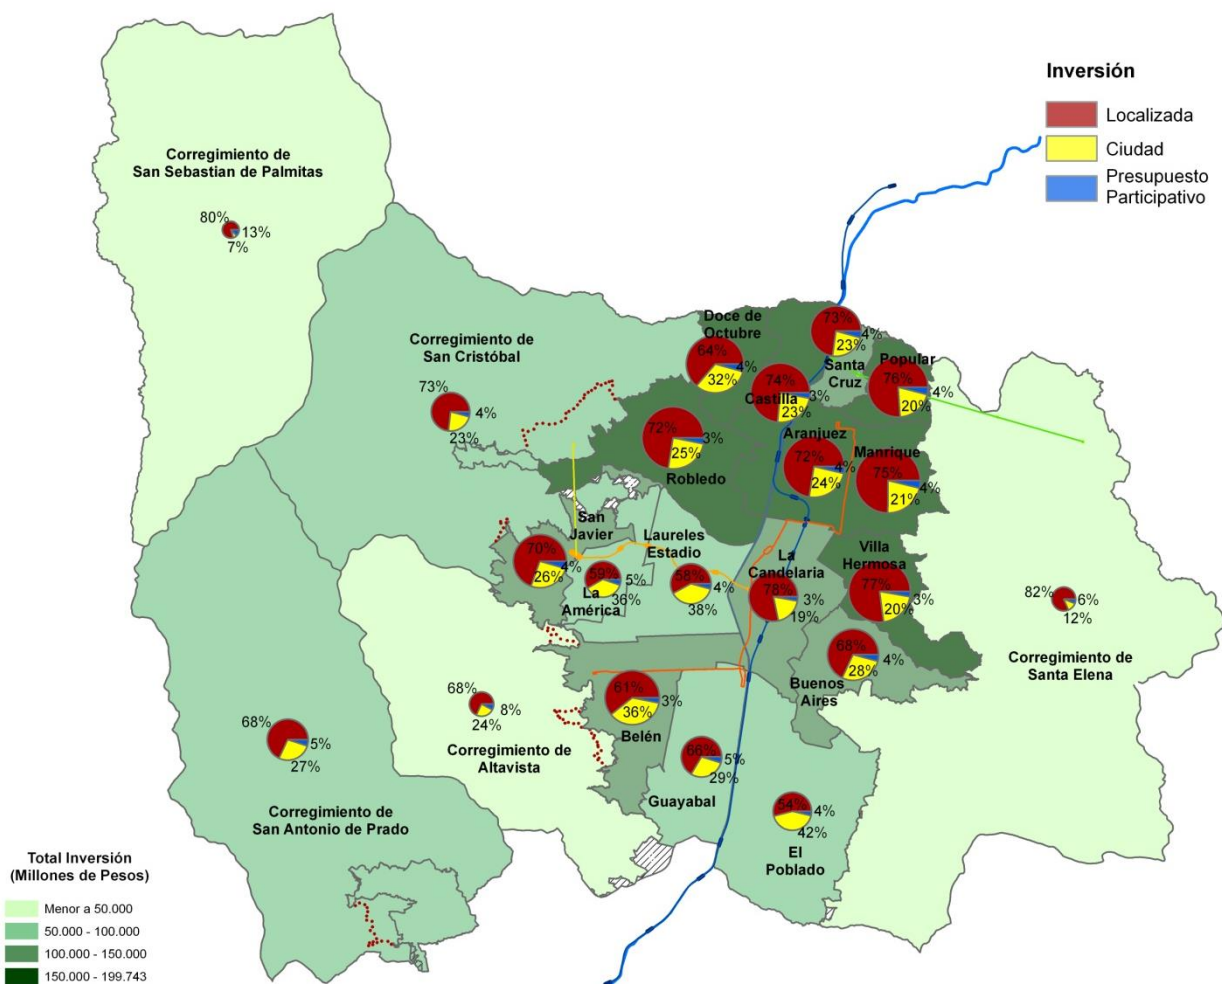 Inversión
Localizada
Ciudad
Presupuesto
Participativo
Corregimiento de
San Sebastian de Palmitas
80%
13%
7%
Corregimiento de
San Cristóbal
73%
4%
23%
Doce de
Octubre
64%
4%
32%
73%
4%
23%
Santa
Cruz
Popular
76%
4%
20%
74%
3%
Castilla
23%
72%
3%
25%
Robledo
Aranjuez
72%
4%
24%
Manrique
75%
4%
21%
San
Javier
70%
4%
26%
Laureles
Estadio
58%
4%
38%
59%
5%
36%
La
América
La
Candelaria
78%
3%
19%
Villa
Hermosa
77%
3%
20%
82%
6%
12%
Corregimiento de
Santa Elena
68%
4%
28%
Buenos
Aires
61%
3%
36%
Belén
68%
8%
24%
Corregimiento de
Altavista
68%
5%
27%
Corregimiento de
San Antonio de Prado
66%
5%
29%
Guayabal
54%
4%
42%
El
Poblado
Total Inversión
(Millones de Pesos)
Menor a 50.000
50.000 - 100.000
100.000 - 150.000
150.000 - 199.743